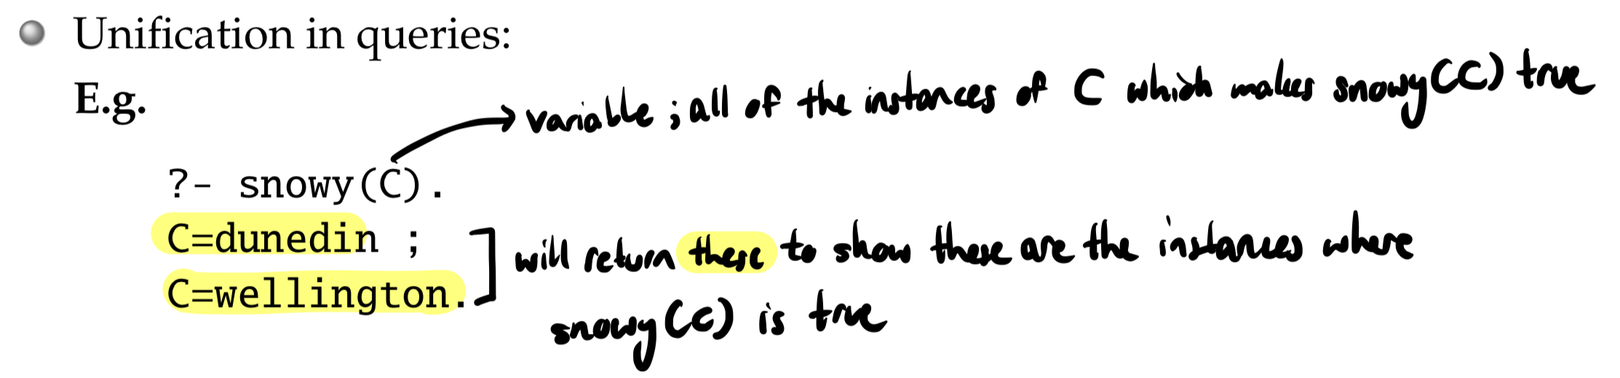 Unification in queries:
E.g.
→ variable ; all of the instances of C which makes snowy(C) true
?- snowy(C).
C=dunedin ;
C=wellington.
will return these to show these are the instances where
snowy(C) is true